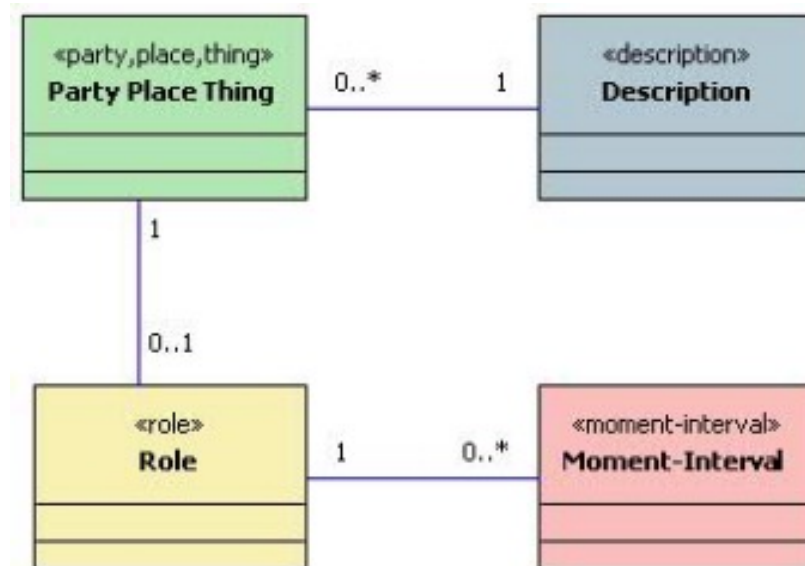 «party,place,thing»
Party Place Thing
0..*
1
«description»
Description
1
0..1
«role»
Role
1
0..*
«moment-interval»
Moment-Interval